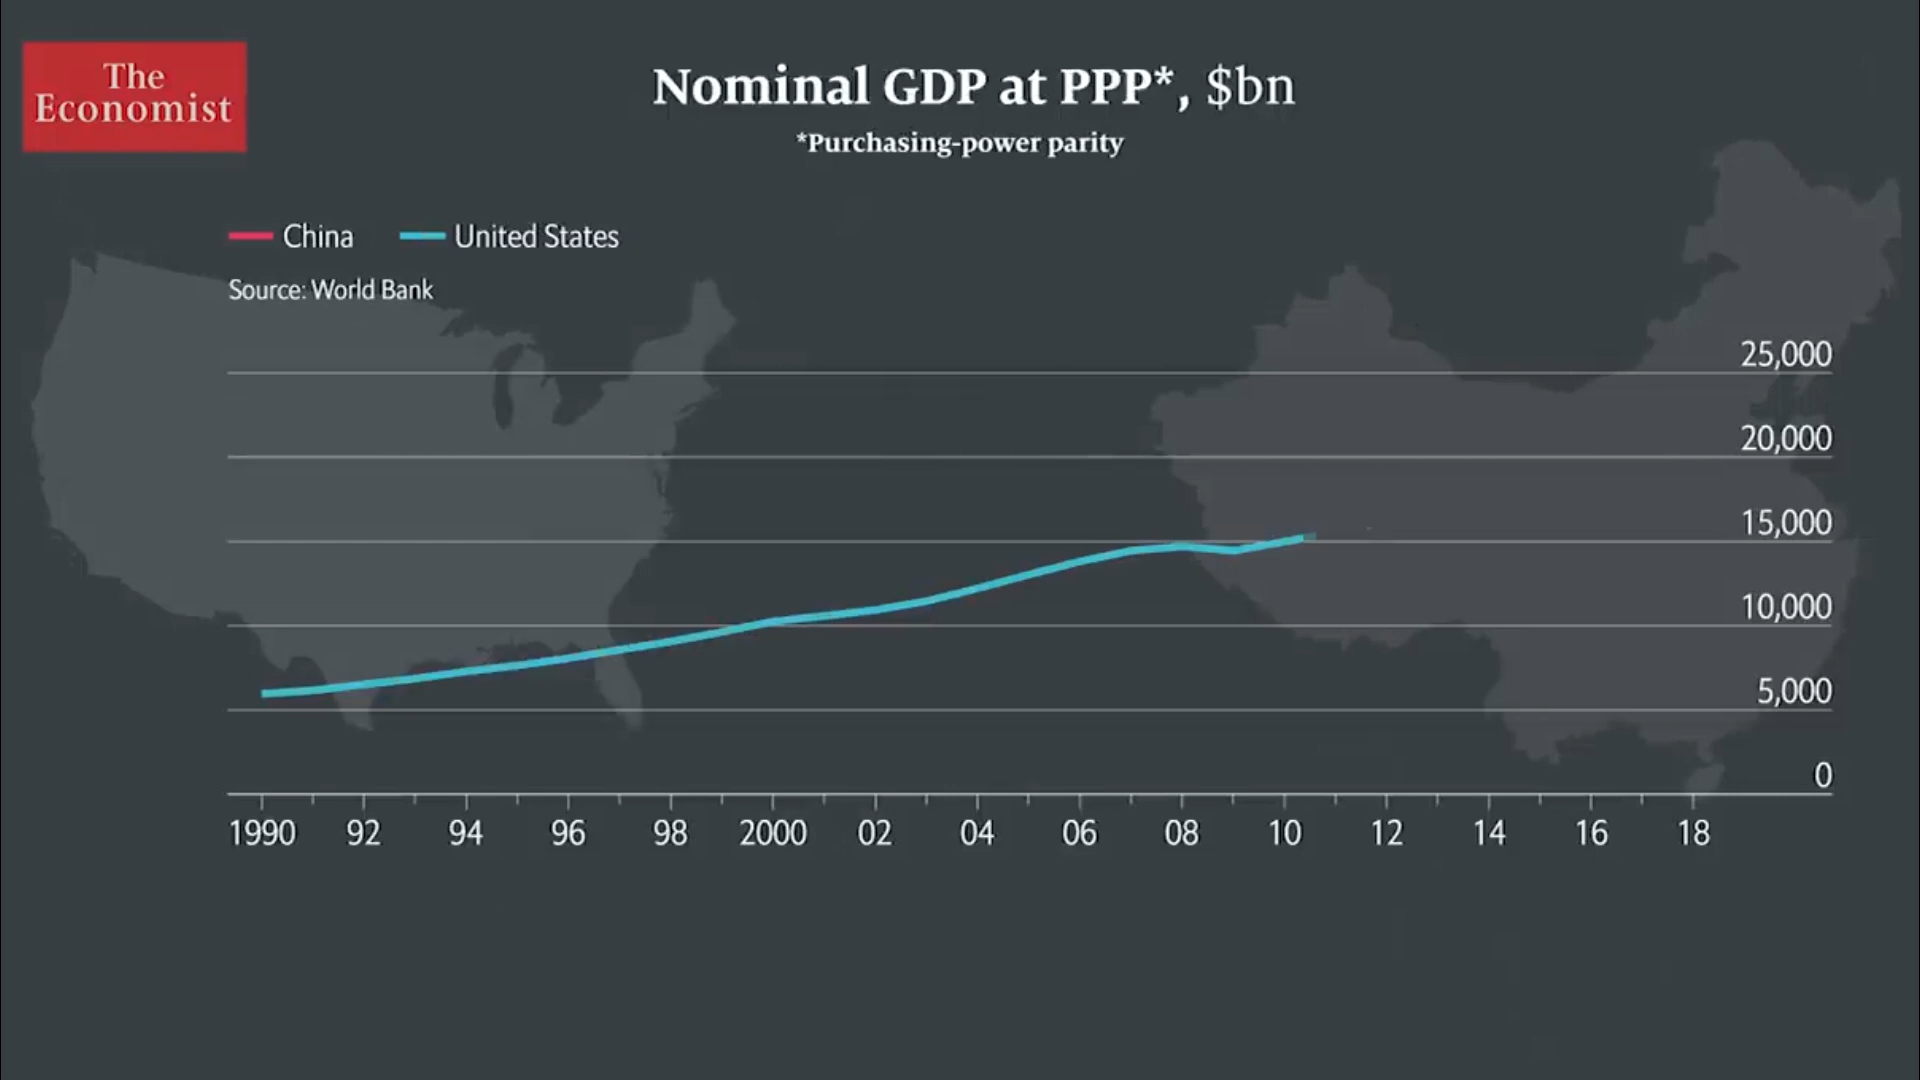 The
Economist
Nominal GDP at PPP*, $bn
*Purchasing-power parity
China United States
Source: World Bank
25,000
20,000
15,000
10,000
5,000
0
1990 92 94 96 98 2000 02 04 06 08 10 12 14 16 18